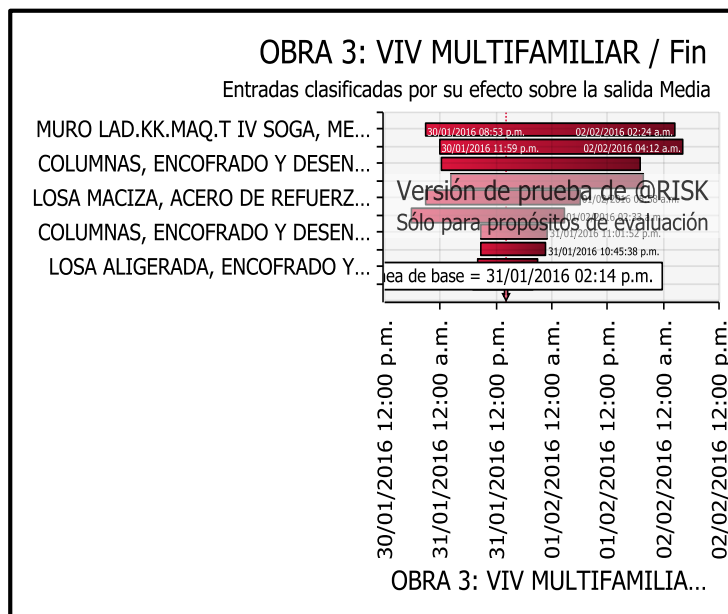 OBRA 3: VIV MULTIFAMILIAR / Fin
Entradas clasificadas por su efecto sobre la salida Media
MURO LAD.KK.MAQ.T IV SOGA, ME...
30/01/2016 08:53 p.m. 02/02/2016 02:24 a.m.
30/01/2016 11:59 p.m. 02/02/2016 04:12 a.m.
COLUMNAS, ENCOFRADO Y DESEN...
Versión de prueba de @RISK
LOSA MACIZA, ACERO DE REFUERZ...
Sólo para propósitos de evaluación
COLUMNAS, ENCOFRADO Y DESEN...
31/01/2016 11:01:52 p.m.
31/01/2016 10:45:38 p.m.
LOSA ALIGERADA, ENCOFRADO Y...
de base = 31/01/2016 02:14 p.m.
30/01/2016 12:00 p.m.
31/01/2016 12:00 a.m.
31/01/2016 12:00 p.m.
01/02/2016 12:00 a.m.
01/02/2016 12:00 p.m.
02/02/2016 12:00 a.m.
02/02/2016 12:00 p.m.
OBRA 3: VIV MULTIFAMILIA...